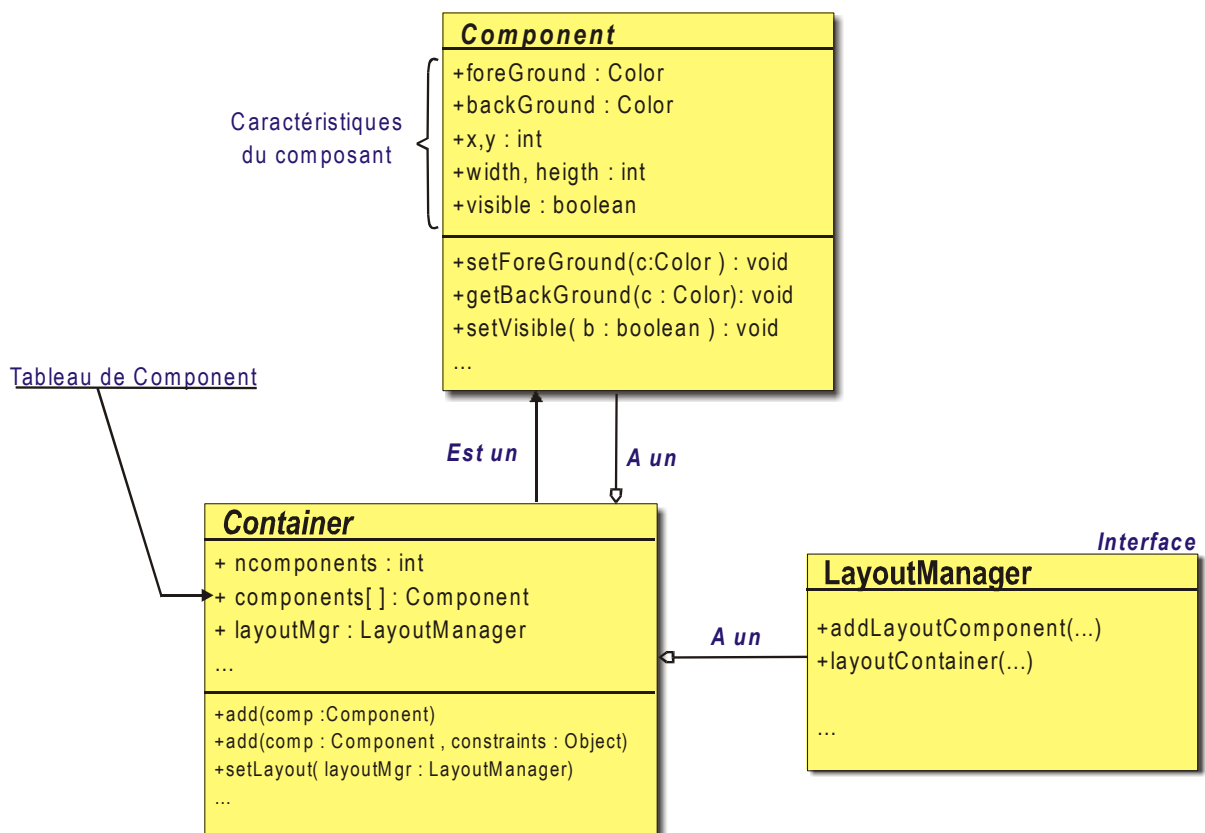 Component
+foreGround : Color
+backGround : Color
+x,y : int
+width, heigth : int
+visible : boolean
Caractéristiques
du composant
+setForeGround(c:Color ) : void
+getBackGround(c : Color): void
+setVisible( b : boolean ) : void
...
Tableau de Component
Est un
A un
Container
+ ncomponents : int
+ components[ ] : Component
+ layoutMgr : LayoutManager
...
+add(comp :Component)
+add(comp : Component , constraints : Object)
+setLayout( layoutMgr : LayoutManager)
...
A un
Interface
LayoutManager
+addLayoutComponent(...)
+layoutContainer(...)
...